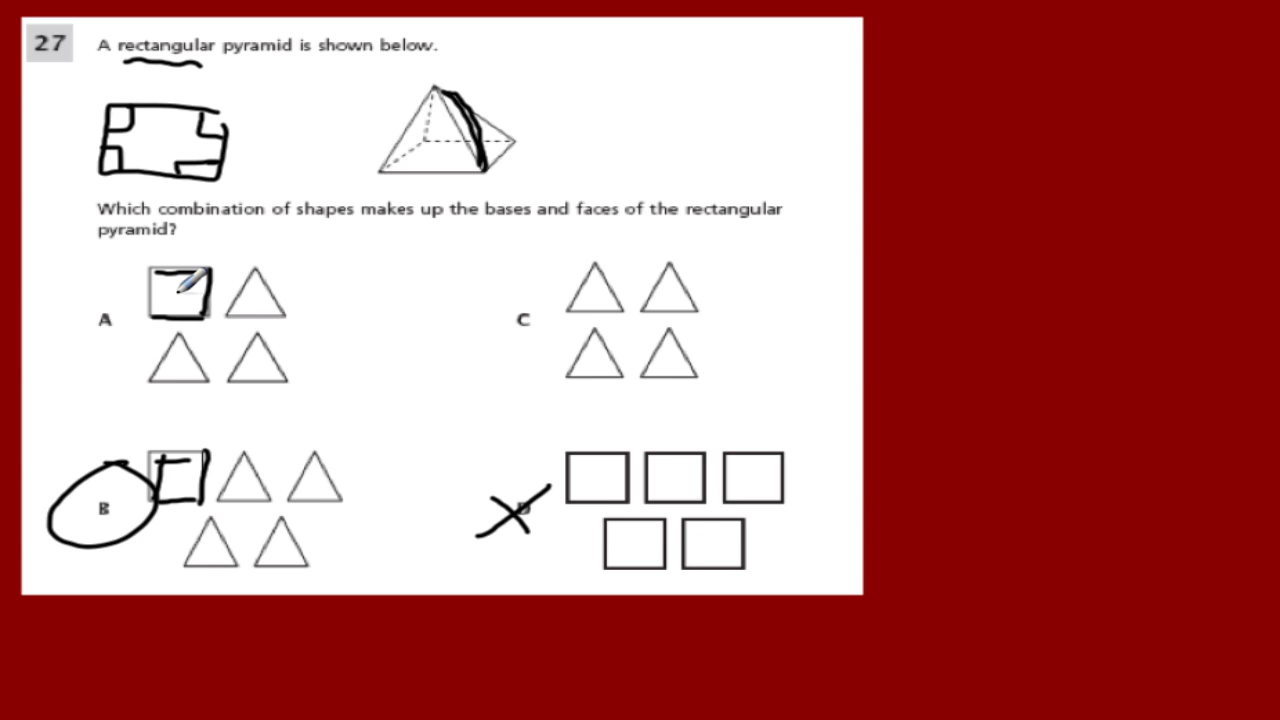 27 A rectangular pyramid is shown below.
Which combination of shapes makes up the bases and faces of the rectangular
pyramid?
A
C
B
D